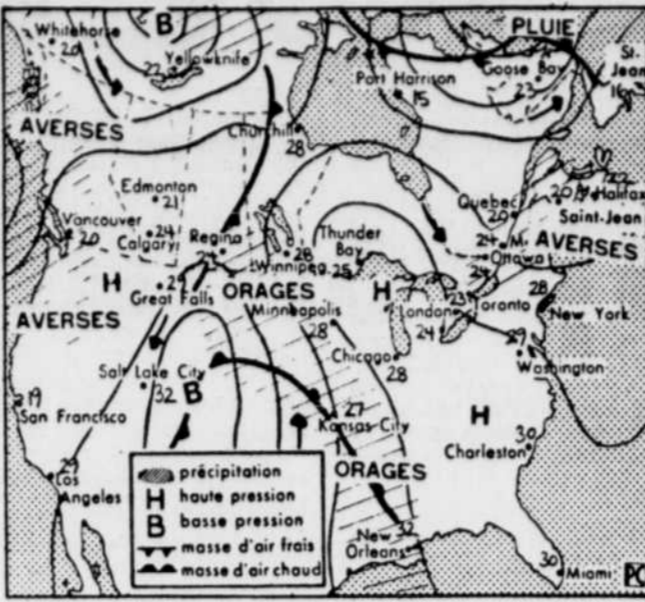 PLUIE
B
Whitehorse
20
Yellowknife
22
Port Harrison
15
Goose Bay
23
St-
Jean
16
AVERSES
Churchill
28
Edmonton
21
Quebec
20
20
Halifax
Saint-Jean
Vancouver
20
24
Calgary
Regina
Winnipeg
28
Thunder
Bay
25
24
M.
Ottawa
24
AVERSES
H
Great Falls
ORAGES
Minneapolis
28
H
London
24
23
Toronto
28
New York
AVERSES
Chicago
28
Washington
Salt Lake City
32
B
19
San Francisco
27
Kansas City
H
Charleston
30
29
Los
Angeles
ORAGES
précipitation
H haute pression
B basse pression
masse d'air frais
masse d'air chaud
New
Orleans
32
30
Miami
PC